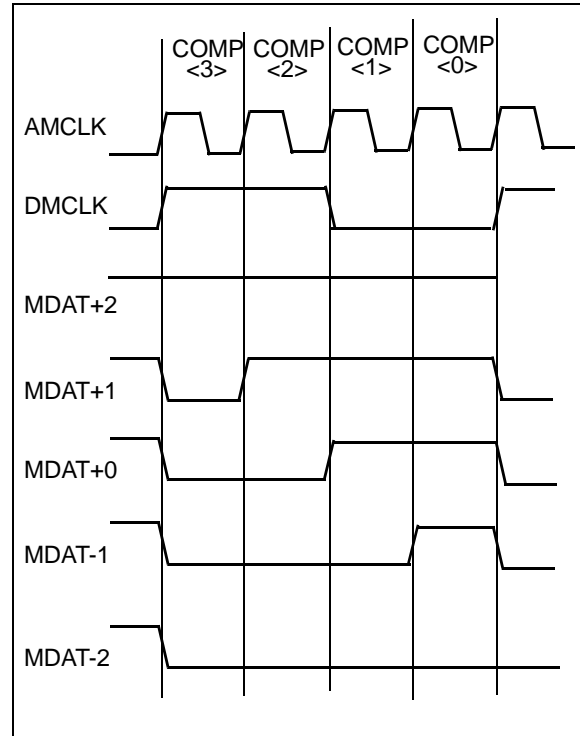 COMP COMP COMP COMP
<3> <2> <1> <0>
AMCLK
DMCLK
MDAT+2
MDAT+1
MDAT+0
MDAT-1
MDAT-2